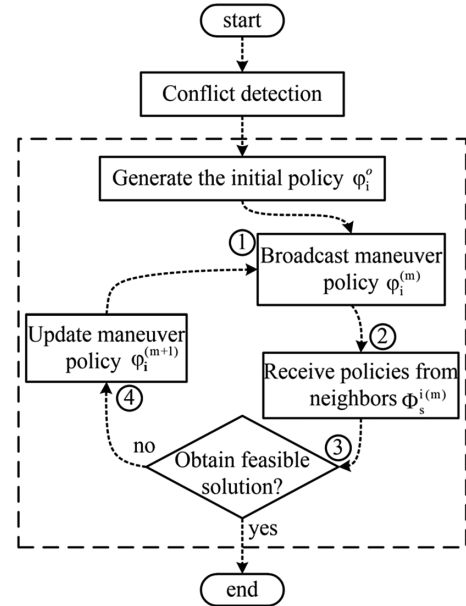 start
Conflict detection
Generate the initial policy φᵢᵒ
①
Broadcast maneuver
policy φᵢ⁽ᵐ⁾
Update maneuver
policy φᵢ⁽ᵐ⁺¹⁾
②
Receive policies from
neighbors Φₛⁱ⁽ᵐ⁾
④
no
③
Obtain feasible
solution?
yes
end